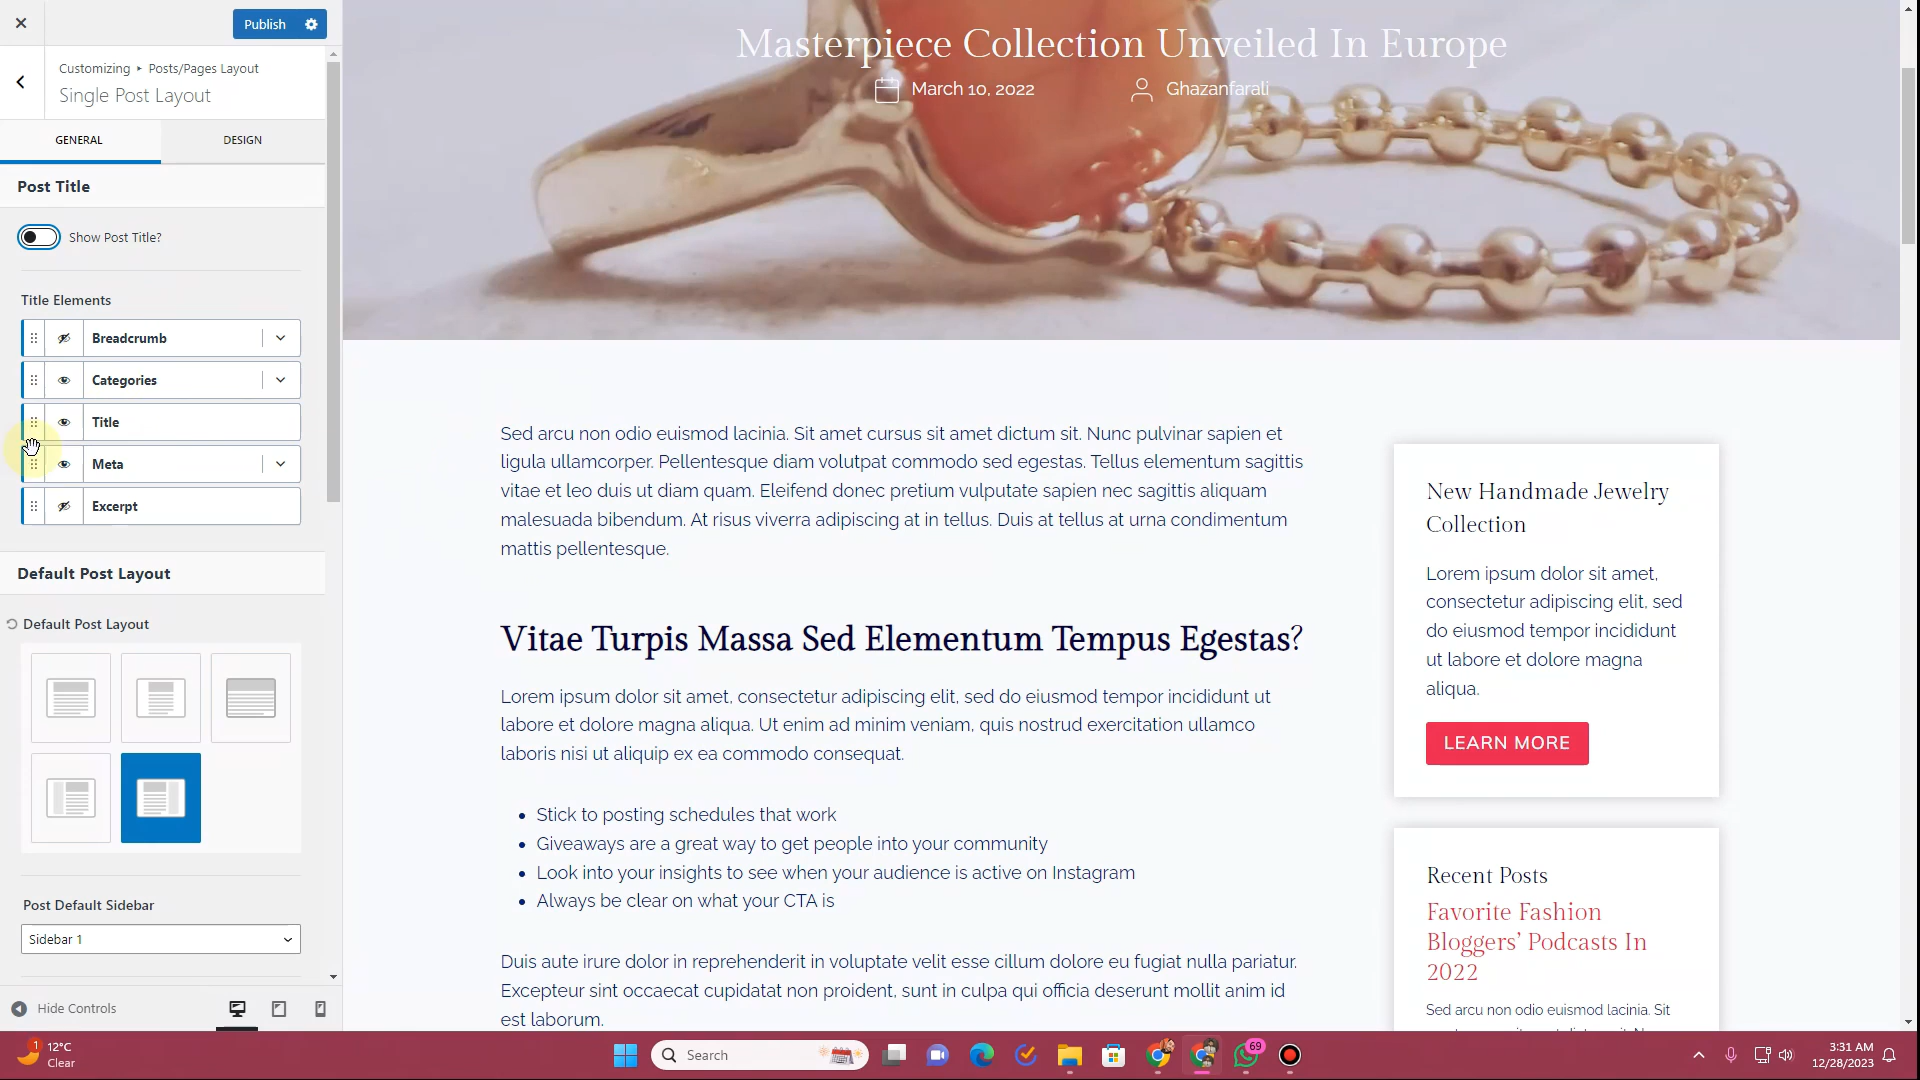 Publish
Customizing ▸ Posts/Pages Layout
Single Post Layout
GENERAL
DESIGN
Post Title
Show Post Title?
Title Elements
Breadcrumb
Categories
Title
Meta
Excerpt
Default Post Layout
Default Post Layout
Post Default Sidebar
Sidebar 1
Hide Controls
Masterpiece Collection Unveiled In Europe
March 10, 2022
Ghazanfarali
Sed arcu non odio euismod lacinia. Sit amet cursus sit amet dictum sit. Nunc pulvinar sapien et
ligula ullamcorper. Pellentesque diam volutpat commodo sed egestas. Tellus elementum sagittis
vitae et leo duis ut diam quam. Eleifend donec pretium vulputate sapien nec sagittis aliquam
malesuada bibendum. At risus viverra adipiscing at in tellus. Duis at tellus at urna condimentum
mattis pellentesque.
Vitae Turpis Massa Sed Elementum Tempus Egestas?
Lorem ipsum dolor sit amet, consectetur adipiscing elit, sed do eiusmod tempor incididunt ut
labore et dolore magna aliqua. Ut enim ad minim veniam, quis nostrud exercitation ullamco
laboris nisi ut aliquip ex ea commodo consequat.
• Stick to posting schedules that work
• Giveaways are a great way to get people into your community
• Look into your insights to see when your audience is active on Instagram
• Always be clear on what your CTA is
Duis aute irure dolor in reprehenderit in voluptate velit esse cillum dolore eu fugiat nulla pariatur.
Excepteur sint occaecat cupidatat non proident, sunt in culpa qui officia deserunt mollit anim id
est laborum.
New Handmade Jewelry
Collection
Lorem ipsum dolor sit amet,
consectetur adipiscing elit, sed
do eiusmod tempor incididunt
ut labore et dolore magna
aliqua.
LEARN MORE
Recent Posts
Favorite Fashion
Bloggers' Podcasts In
2022
Sed arcu non odio euismod lacinia. Sit
1
12°C
Clear
Search
69
3:31 AM
12/28/2023